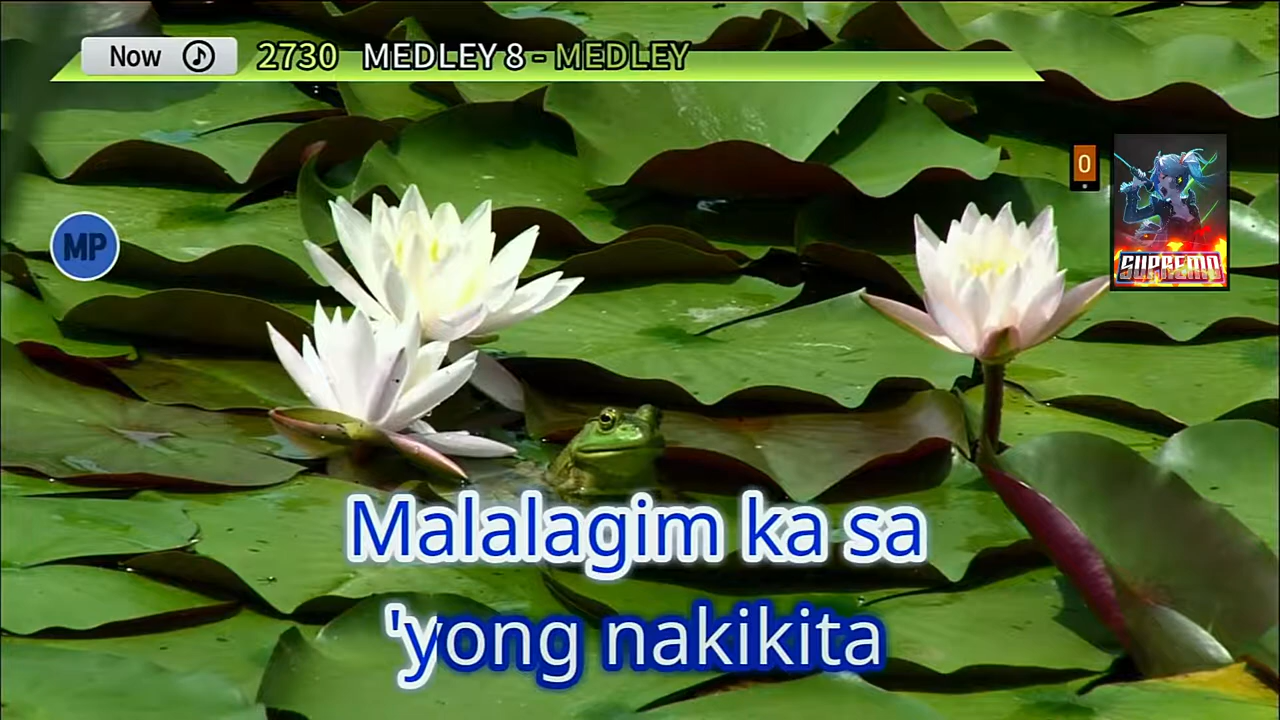 Now
2730 MEDLEY 8 - MEDLEY
0
MP
SUPREMO
Malalagim ka sa
'yong nakikita